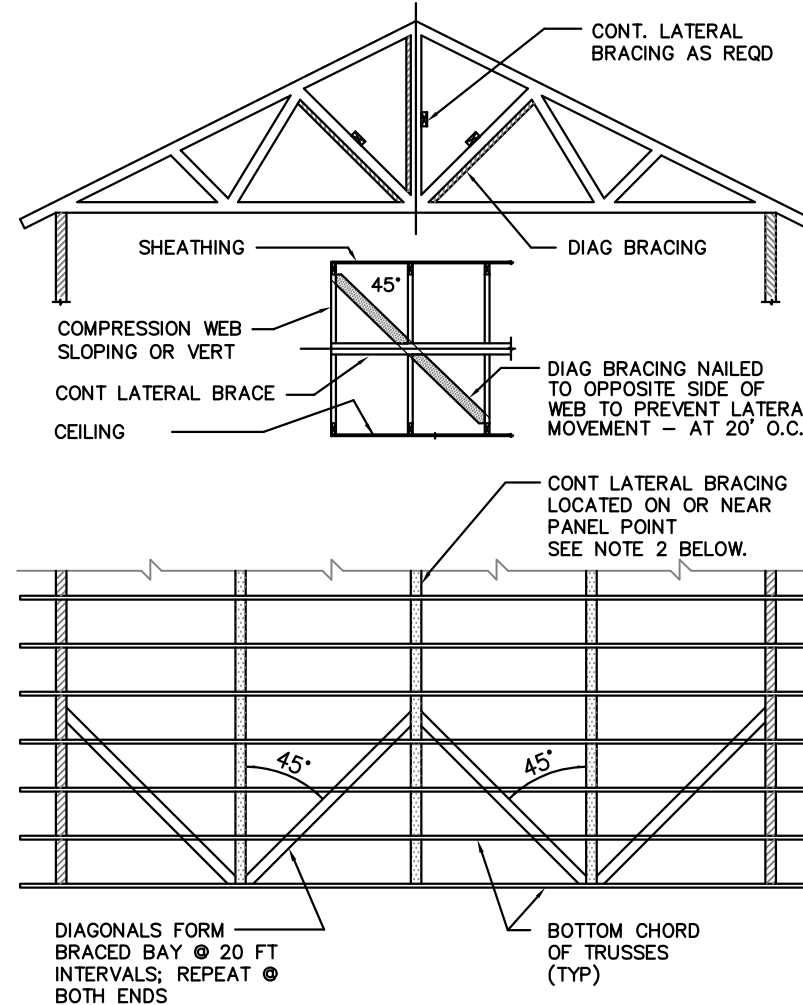 CONT. LATERAL
BRACING AS REQD
SHEATHING
DIAG BRACING
45°
COMPRESSION WEB
SLOPING OR VERT
CONT LATERAL BRACE
CEILING
DIAG BRACING NAILED
TO OPPOSITE SIDE OF
WEB TO PREVENT LATERA
MOVEMENT – AT 20' O.C.
CONT LATERAL BRACING
LOCATED ON OR NEAR
PANEL POINT
SEE NOTE 2 BELOW.
45°
45°
DIAGONALS FORM
BRACED BAY @ 20 FT
INTERVALS; REPEAT @
BOTH ENDS
BOTTOM CHORD
OF TRUSSES
(TYP)